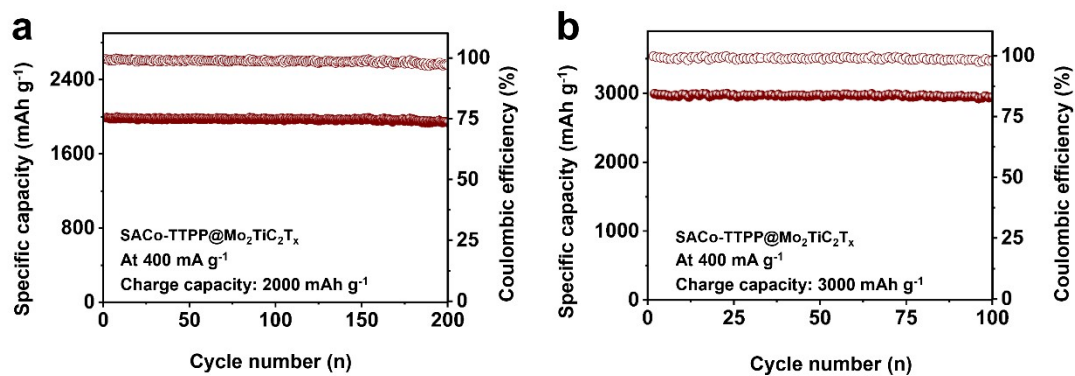 a
Specific capacity (mAh g⁻¹)
2400
1600
800
0
100
75
50
25
0
Coulombic efficiency (%)
SACo-TTPP@Mo₂TiC₂Tₓ
At 400 mA g⁻¹
Charge capacity: 2000 mAh g⁻¹
0 50 100 150 200
Cycle number (n)
b
Specific capacity (mAh g⁻¹)
3000
2000
1000
0
100
75
50
25
0
Coulombic efficiency (%)
SACo-TTPP@Mo₂TiC₂Tₓ
At 400 mA g⁻¹
Charge capacity: 3000 mAh g⁻¹
0 25 50 75 100
Cycle number (n)